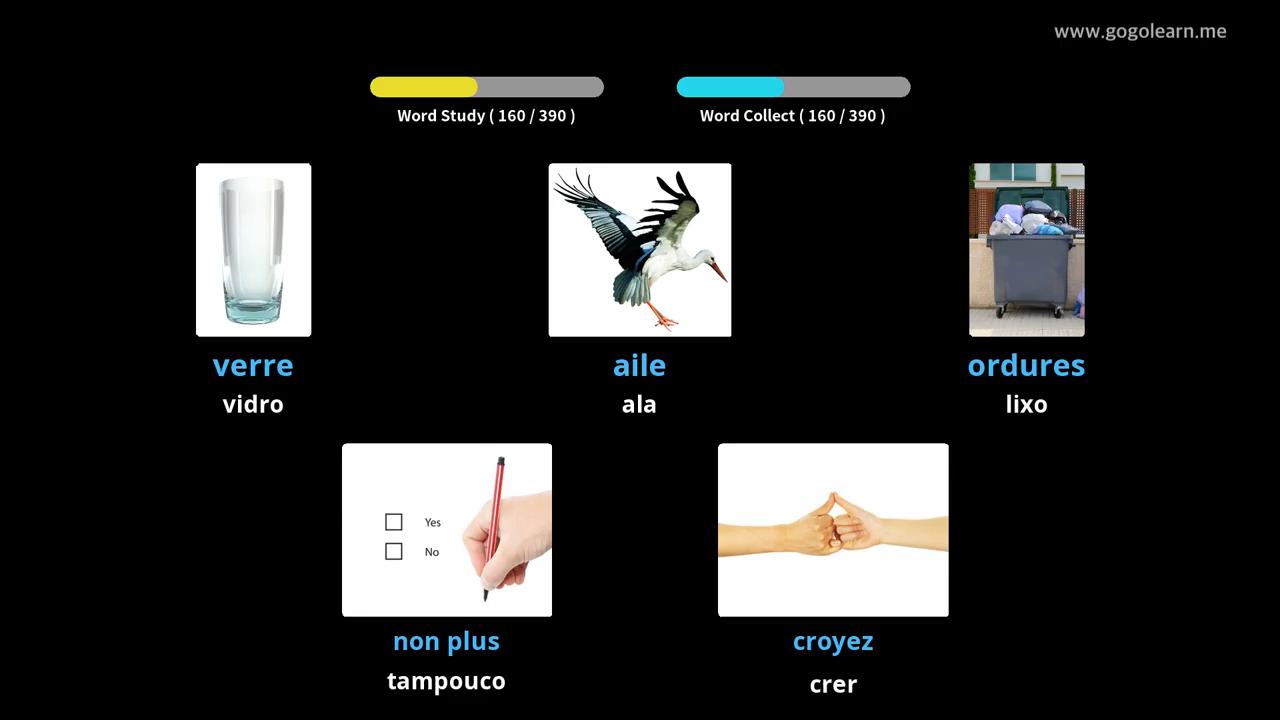 www.gogolearn.me
Word Study ( 160 / 390 )
Word Collect ( 160 / 390 )
verre
vidro
aile
ala
ordures
lixo
Yes
No
non plus
tampouco
croyez
crer